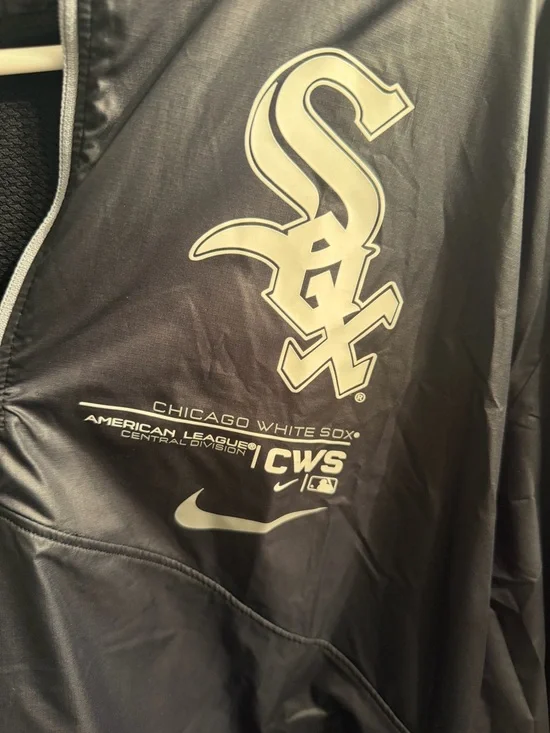 Sox®
CHICAGO WHITE SOX®
AMERICAN LEAGUE®
CENTRAL DIVISION
CWS